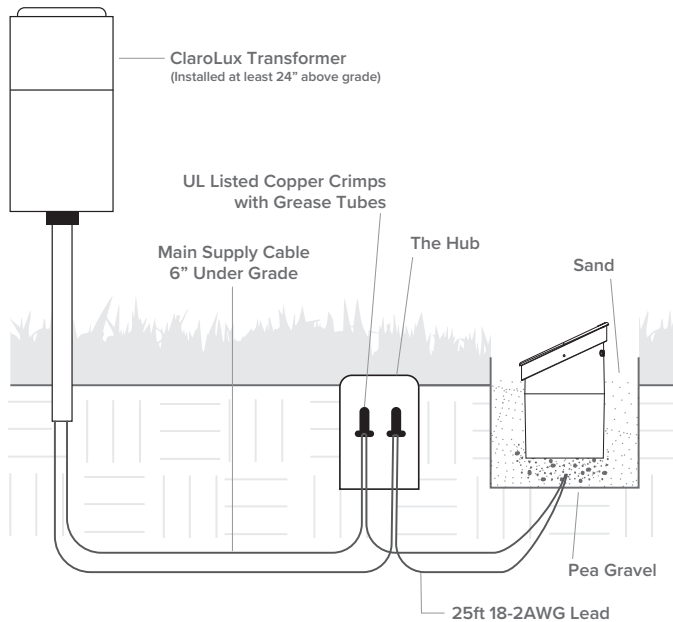 ClaroLux Transformer
(Installed at least 24” above grade)
UL Listed Copper Crimps
with Grease Tubes
The Hub
Main Supply Cable
6” Under Grade
Sand
Pea Gravel
25ft 18-2AWG Lead